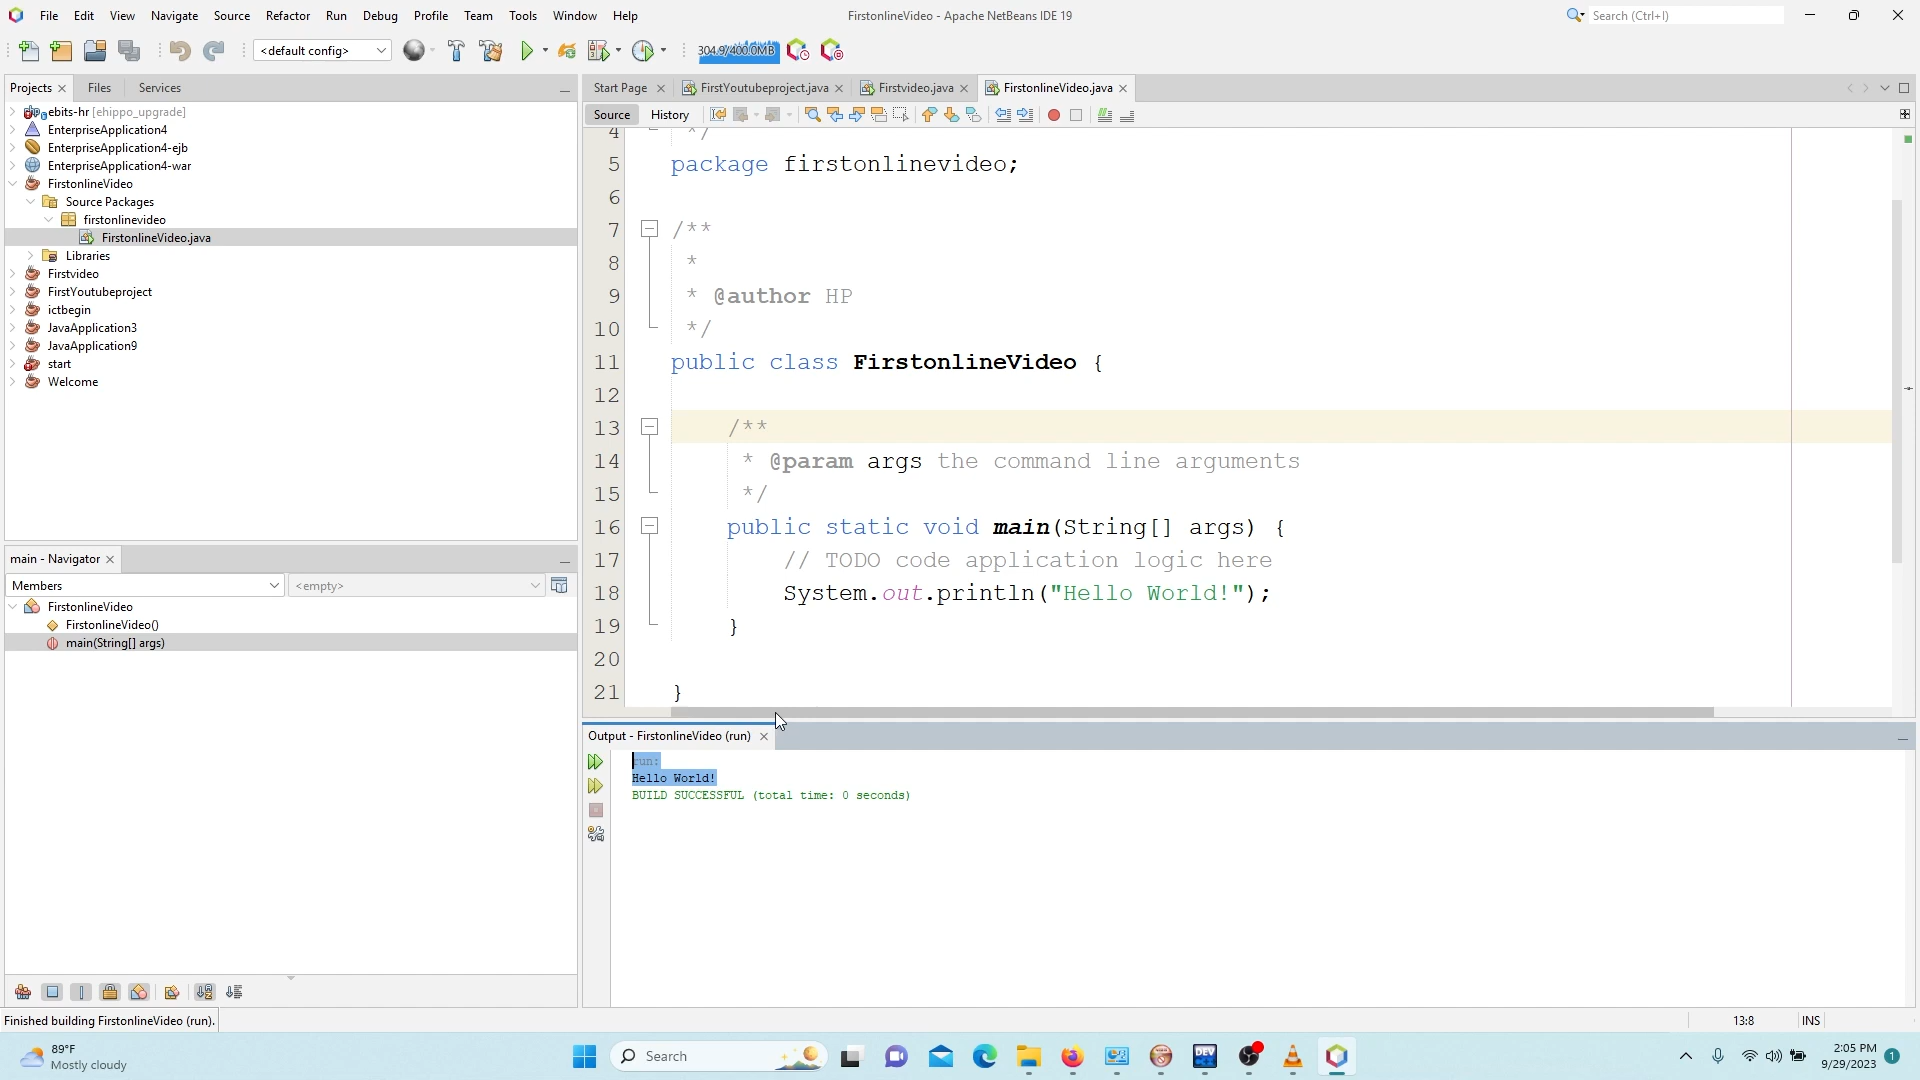 File Edit View Navigate Source Refactor Run Debug Profile Team Tools Window Help
FirstonlineVideo - Apache NetBeans IDE 19
Search (Ctrl+I)
<default config>
304.9/400.0MB
Projects Files Services
Start Page FirstYoutubeproject.java Firstvideo.java FirstonlineVideo.java
Source History
ebits-hr [ehippo_upgrade]
EnterpriseApplication4
EnterpriseApplication4-ejb
EnterpriseApplication4-war
FirstonlineVideo
Source Packages
firstonlinevideo
FirstonlineVideo.java
Libraries
Firstvideo
FirstYoutubeproject
ictbegin
JavaApplication3
JavaApplication9
start
Welcome
main - Navigator
Members <empty>
FirstonlineVideo
FirstonlineVideo()
main(String[] args)
4 */
5 package firstonlinevideo;
6
7 /**
8 *
9 * @author HP
10 */
11 public class FirstonlineVideo {
12
13 /**
14 * @param args the command line arguments
15 */
16 public static void main(String[] args) {
17 // TODO code application logic here
18 System.out.println("Hello World!");
19 }
20
21 }
Output - FirstonlineVideo (run)
run:
Hello World!
BUILD SUCCESSFUL (total time: 0 seconds)
Finished building FirstonlineVideo (run).
13:8 INS
89°F
Mostly cloudy
Search
DEV
2:05 PM
9/29/2023
1